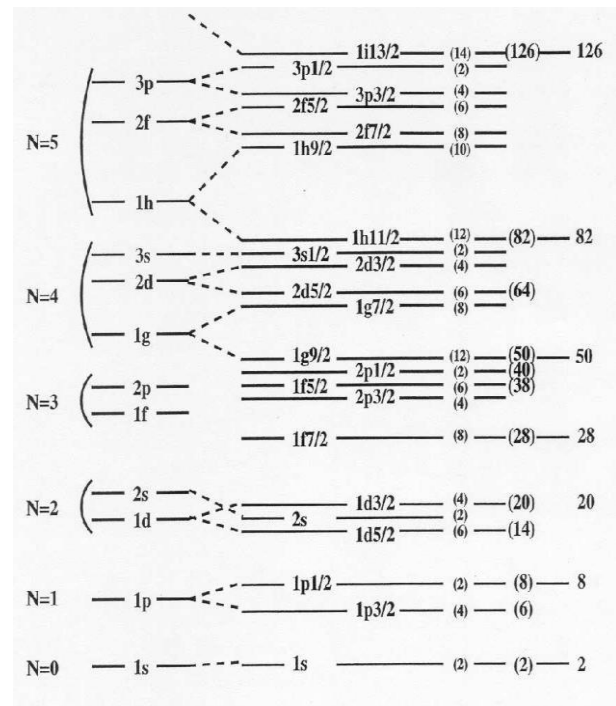 1i13/2 (14) (126) 126
3p 3p1/2 (2)
3p3/2 (4)
2f 2f5/2 (6)
N=5 2f7/2 (8)
1h9/2 (10)
1h
1h11/2 (12) (82) 82
3s 3s1/2 (2)
2d 2d3/2 (4)
N=4 2d5/2 (6) (64)
1g7/2 (8)
1g
1g9/2 (12) (50) 50
2p1/2 (2) (40)
2p 1f5/2 (6) (38)
N=3 2p3/2 (4)
1f
1f7/2 (8) (28) 28
2s
1d3/2 (4) (20) 20
N=2 1d 2s (2)
1d5/2 (6) (14)
1p1/2 (2) (8) 8
N=1 1p
1p3/2 (4) (6)
N=0 1s 1s (2) (2) 2